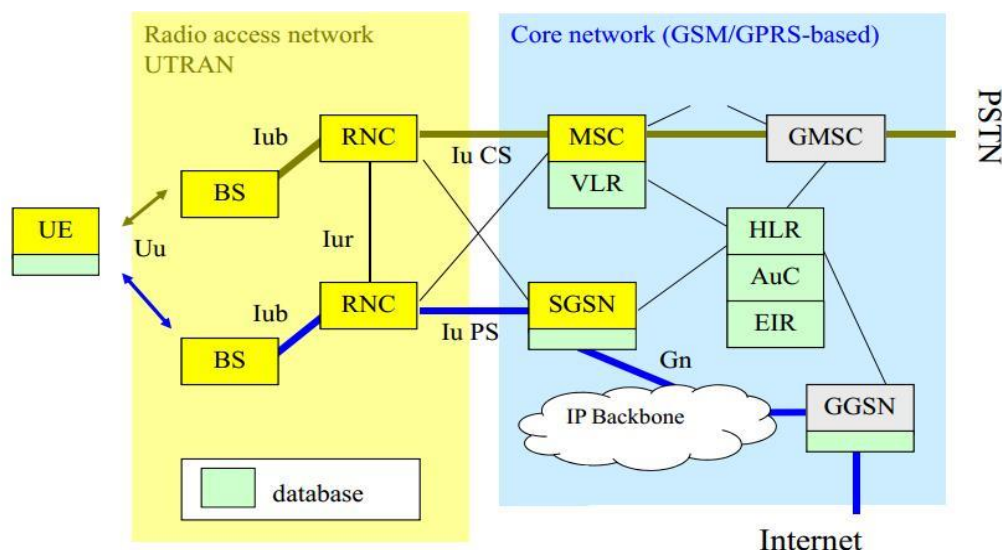 Radio access network
UTRAN
Core network (GSM/GPRS-based)
PSTN
Iub
RNC
Iu CS
MSC
VLR
GMSC
BS
UE
Uu
Iur
HLR
AuC
EIR
Iub
RNC
Iu PS
SGSN
BS
Gn
IP Backbone
GGSN
database
Internet